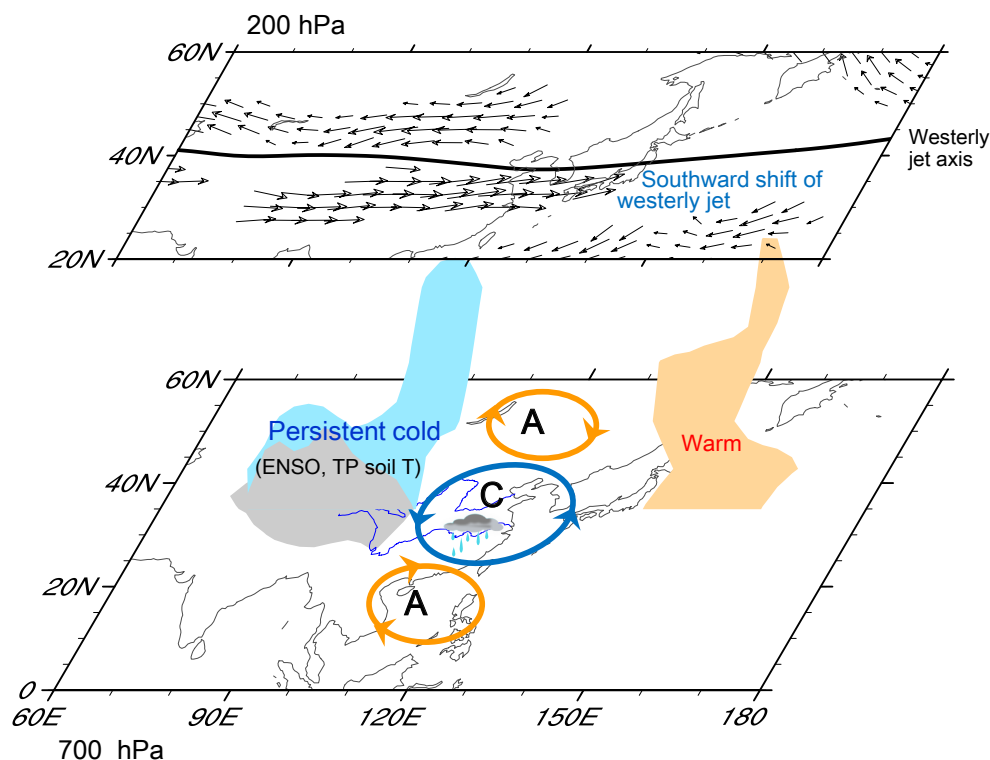 200 hPa
60N
40N
20N
Westerly
jet axis
Southward shift of
westerly jet
60N
40N
20N
0
Persistent cold
(ENSO, TP soil T)
A
Warm
C
A
60E
90E
120E
150E
180
700 hPa